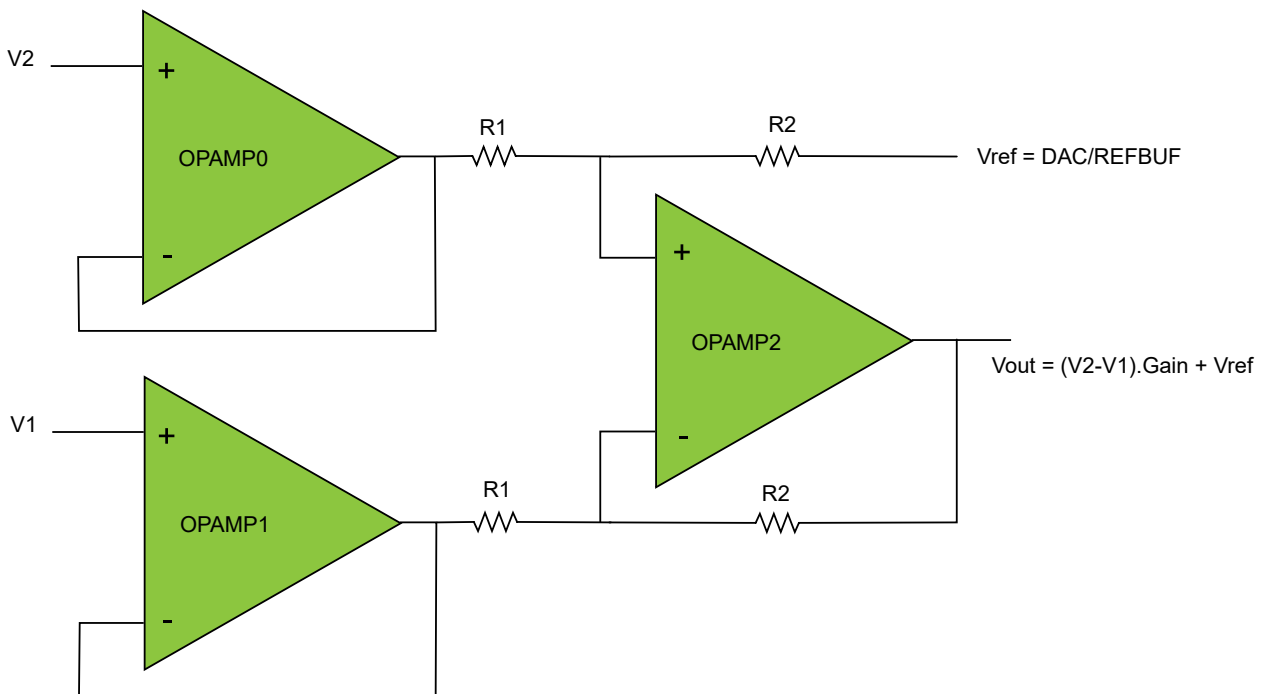 V2
+
OPAMP0
-
R1
R2
Vref = DAC/REFBUF
+
OPAMP2
-
Vout = (V2-V1).Gain + Vref
V1
+
OPAMP1
-
R1
R2